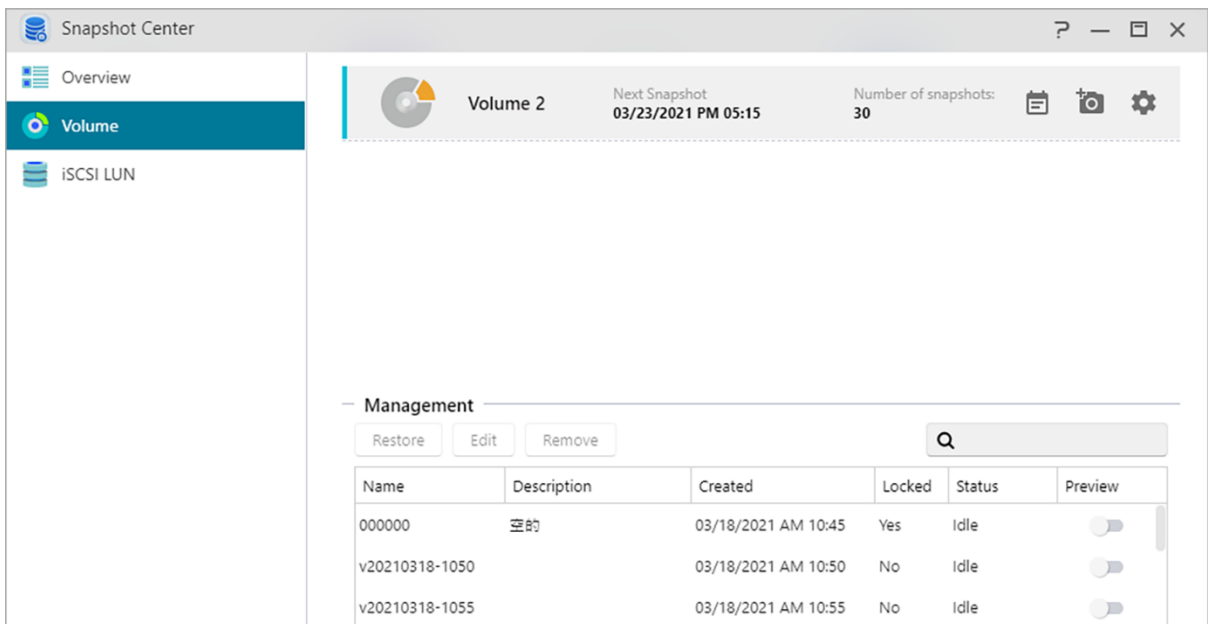 Snapshot Center
Overview
Volume
iSCSI LUN
Volume 2
Next Snapshot
03/23/2021 PM 05:15
Number of snapshots:
30
Management
Restore Edit Remove
Name Description Created Locked Status Preview
000000 空的 03/18/2021 AM 10:45 Yes Idle
v20210318-1050 03/18/2021 AM 10:50 No Idle
v20210318-1055 03/18/2021 AM 10:55 No Idle